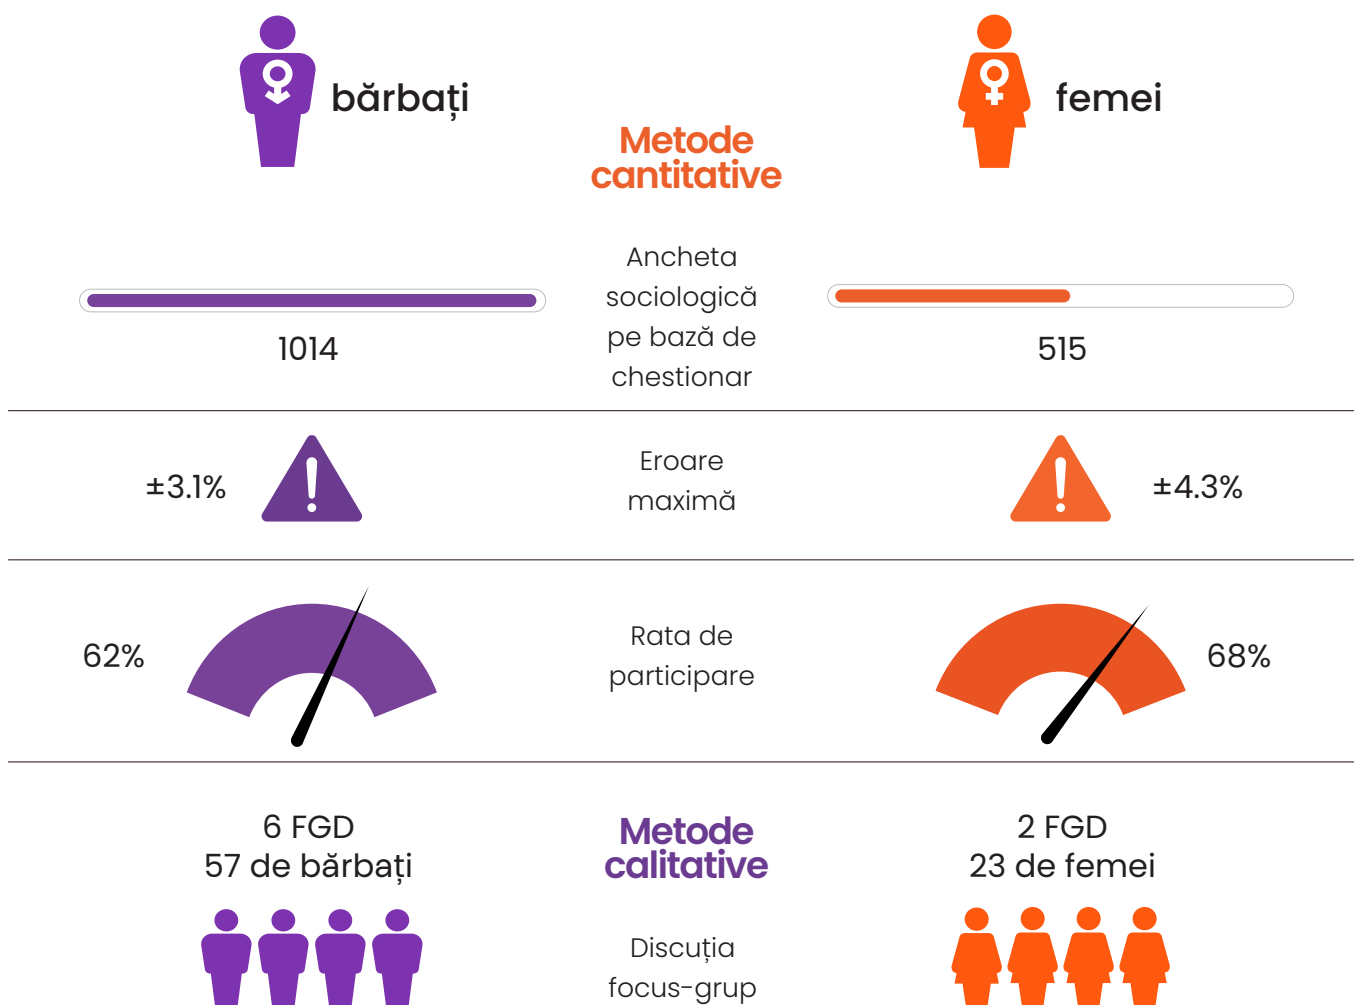 bărbați
femei
Metode
cantitative
Ancheta
sociologică
pe bază de
chestionar
1014
515
±3.1%
Eroare
maximă
±4.3%
62%
Rata de
participare
68%
6 FGD
57 de bărbați
Metode
calitative
2 FGD
23 de femei
Discuția
focus-grup